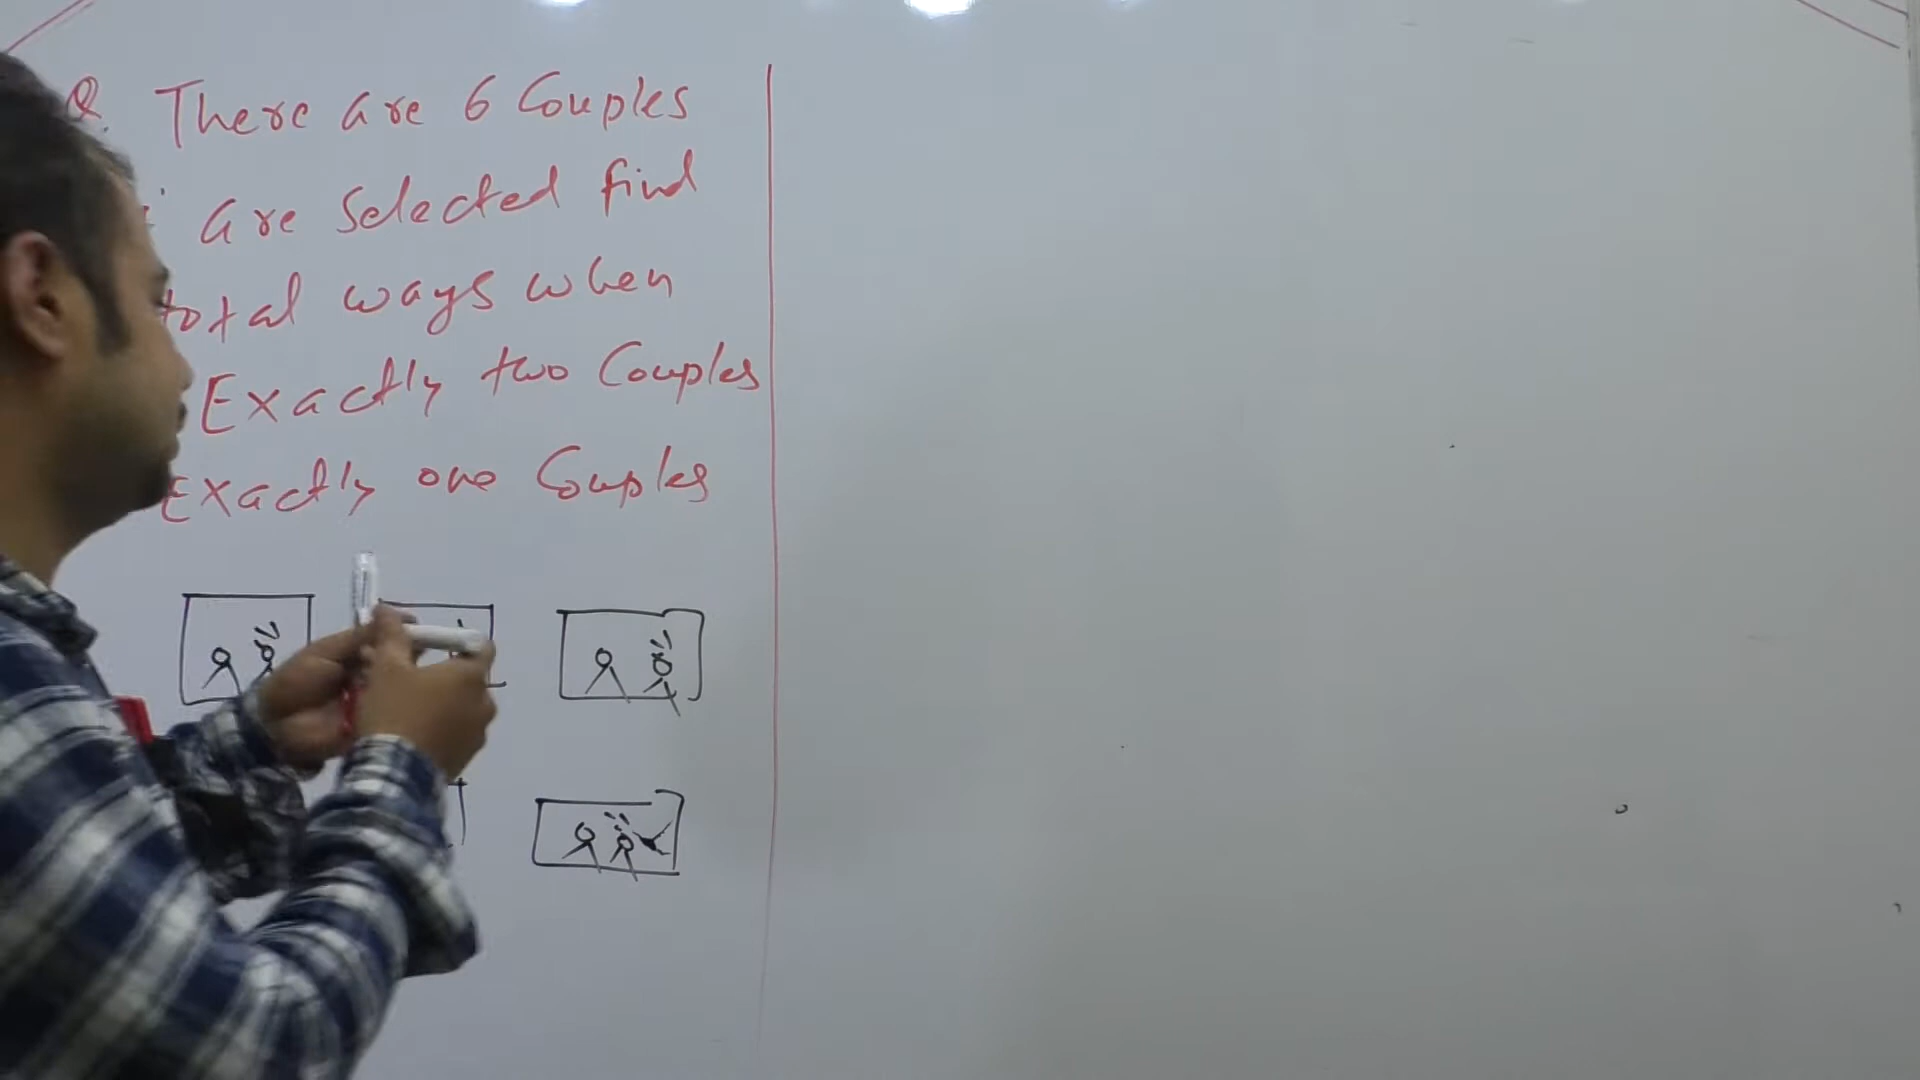 Q. There are 6 Couples
are Selected find
total ways when
Exactly two Couples
Exactly one Couples